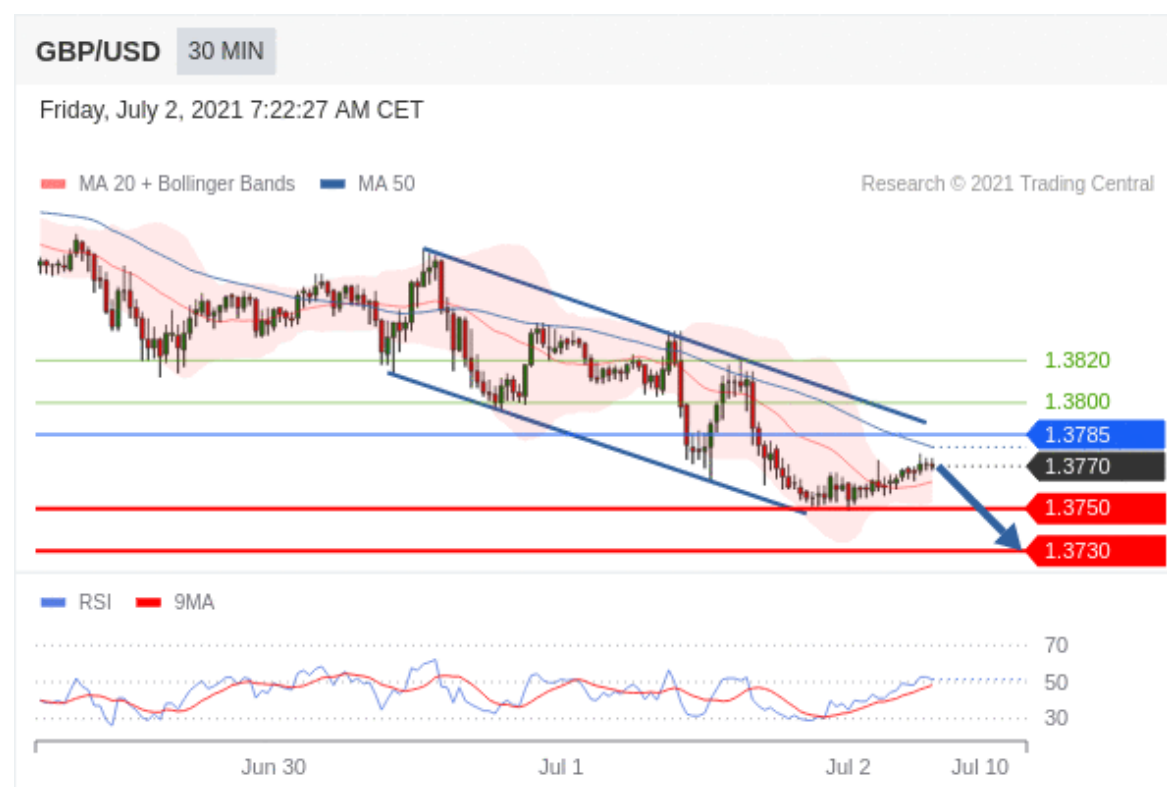 GBP/USD 30 MIN
Friday, July 2, 2021 7:22:27 AM CET
MA 20 + Bollinger Bands MA 50 Research © 2021 Trading Central
1.3820
1.3800
1.3785
1.3770
1.3750
1.3730
RSI 9MA
70
50
30
Jun 30 Jul 1 Jul 2 Jul 10